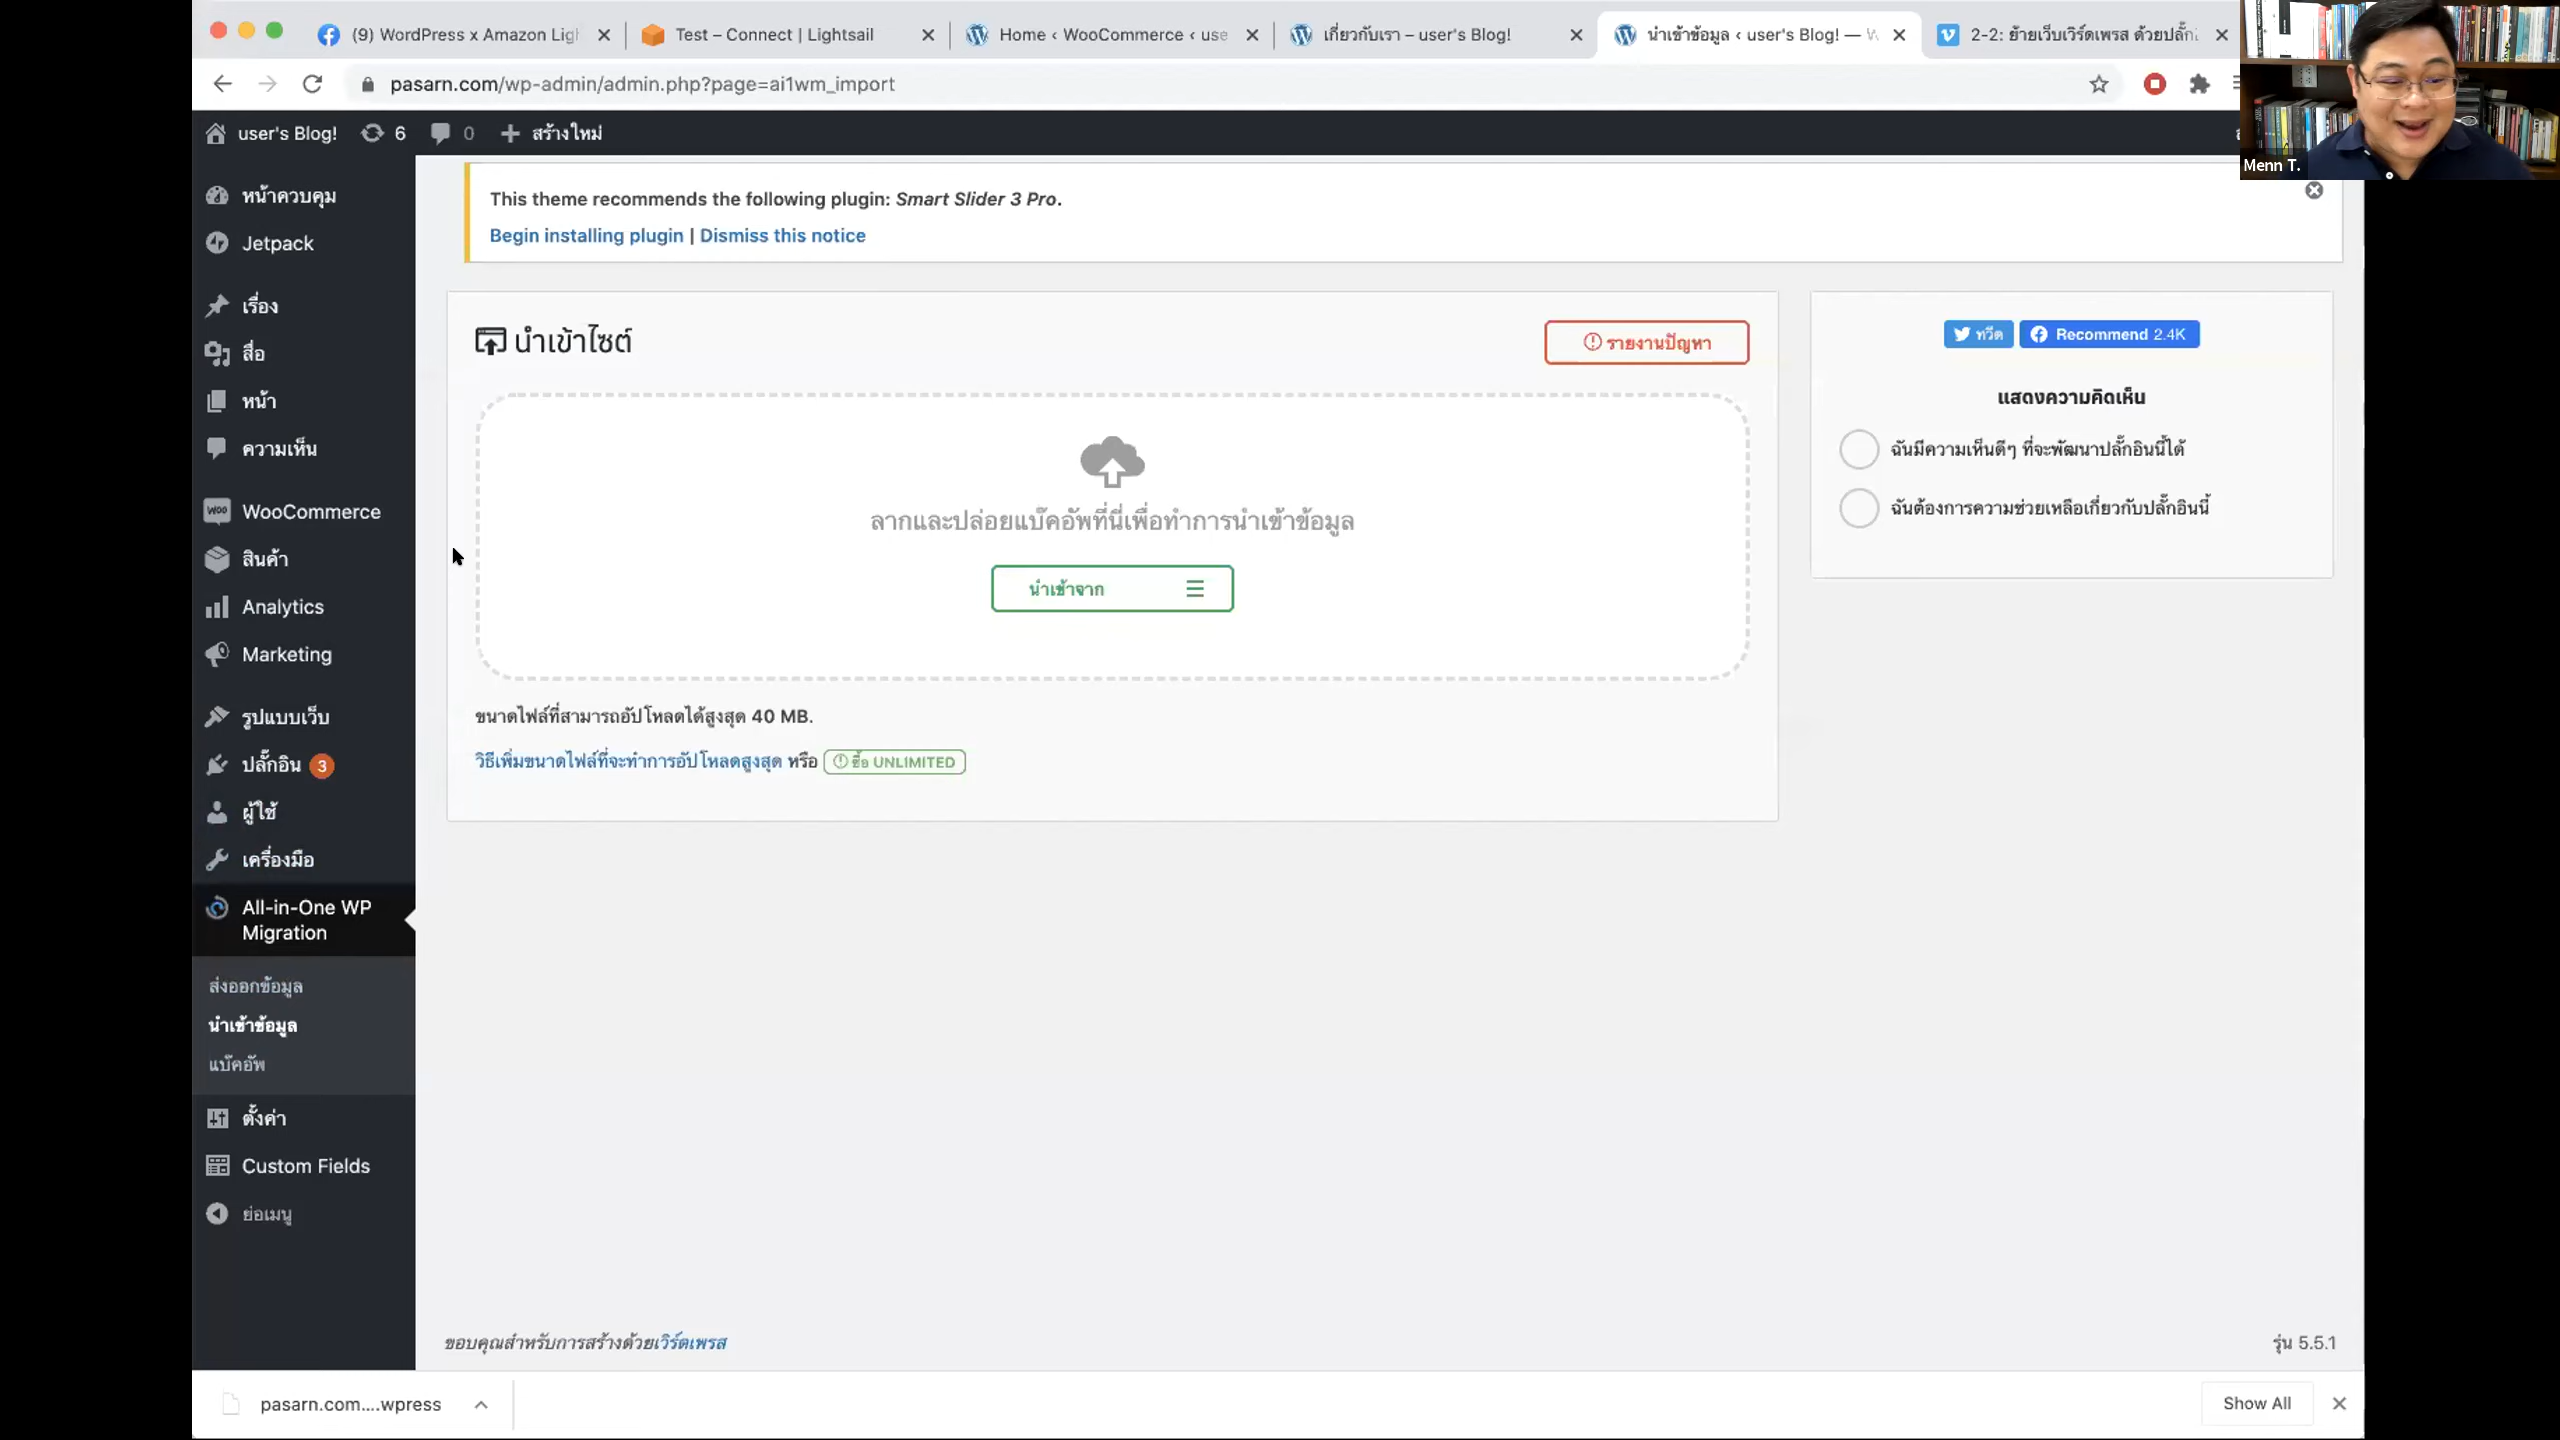 (9) WordPress x Amazon Ligh
Test – Connect | Lightsail
Home ‹ WooCommerce ‹ use
เกี่ยวกับเรา – user's Blog!
นำเข้าข้อมูล ‹ user's Blog! — W
2-2: ย้ายเว็บเวิร์ดเพรส ด้วยปลั๊กอิ
pasarn.com/wp-admin/admin.php?page=ai1wm_import
Menn T.
user's Blog!
6
0
สร้างใหม่
หน้าควบคุม
Jetpack
เรื่อง
สื่อ
หน้า
ความเห็น
WOO
WooCommerce
สินค้า
Analytics
Marketing
รูปแบบเว็บ
ปลั๊กอิน 3
ผู้ใช้
เครื่องมือ
All-in-One WP
Migration
ส่งออกข้อมูล
นำเข้าข้อมูล
แบ๊คอัพ
ตั้งค่า
Custom Fields
ย่อเมนู
This theme recommends the following plugin: Smart Slider 3 Pro.
Begin installing plugin | Dismiss this notice
นำเข้าไซต์
รายงานปัญหา
ลากและปล่อยแบ๊คอัพที่นี่เพื่อทำการนำเข้าข้อมูล
นำเข้าจาก
ขนาดไฟล์ที่สามารถอัปโหลดได้สูงสุด 40 MB.
วิธีเพิ่มขนาดไฟล์ที่จะทำการอัปโหลดสูงสุด หรือ ซื้อ UNLIMITED
ทวีต
Recommend 2.4K
แสดงความคิดเห็น
ฉันมีความเห็นดีๆ ที่จะพัฒนาปลั๊กอินนี้ได้
ฉันต้องการความช่วยเหลือเกี่ยวกับปลั๊กอินนี้
ขอบคุณสำหรับการสร้างด้วยเวิร์ดเพรส
รุ่น 5.5.1
pasarn.com....wpress
Show All